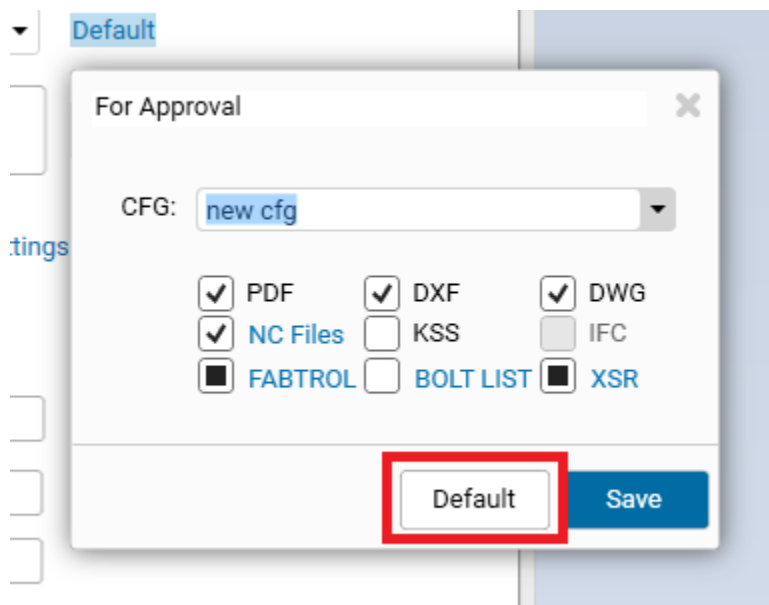 Default
For Approval
CFG: new cfg
ttings
PDF DXF DWG
NC Files KSS IFC
FABTROL BOLT LIST XSR
Default Save